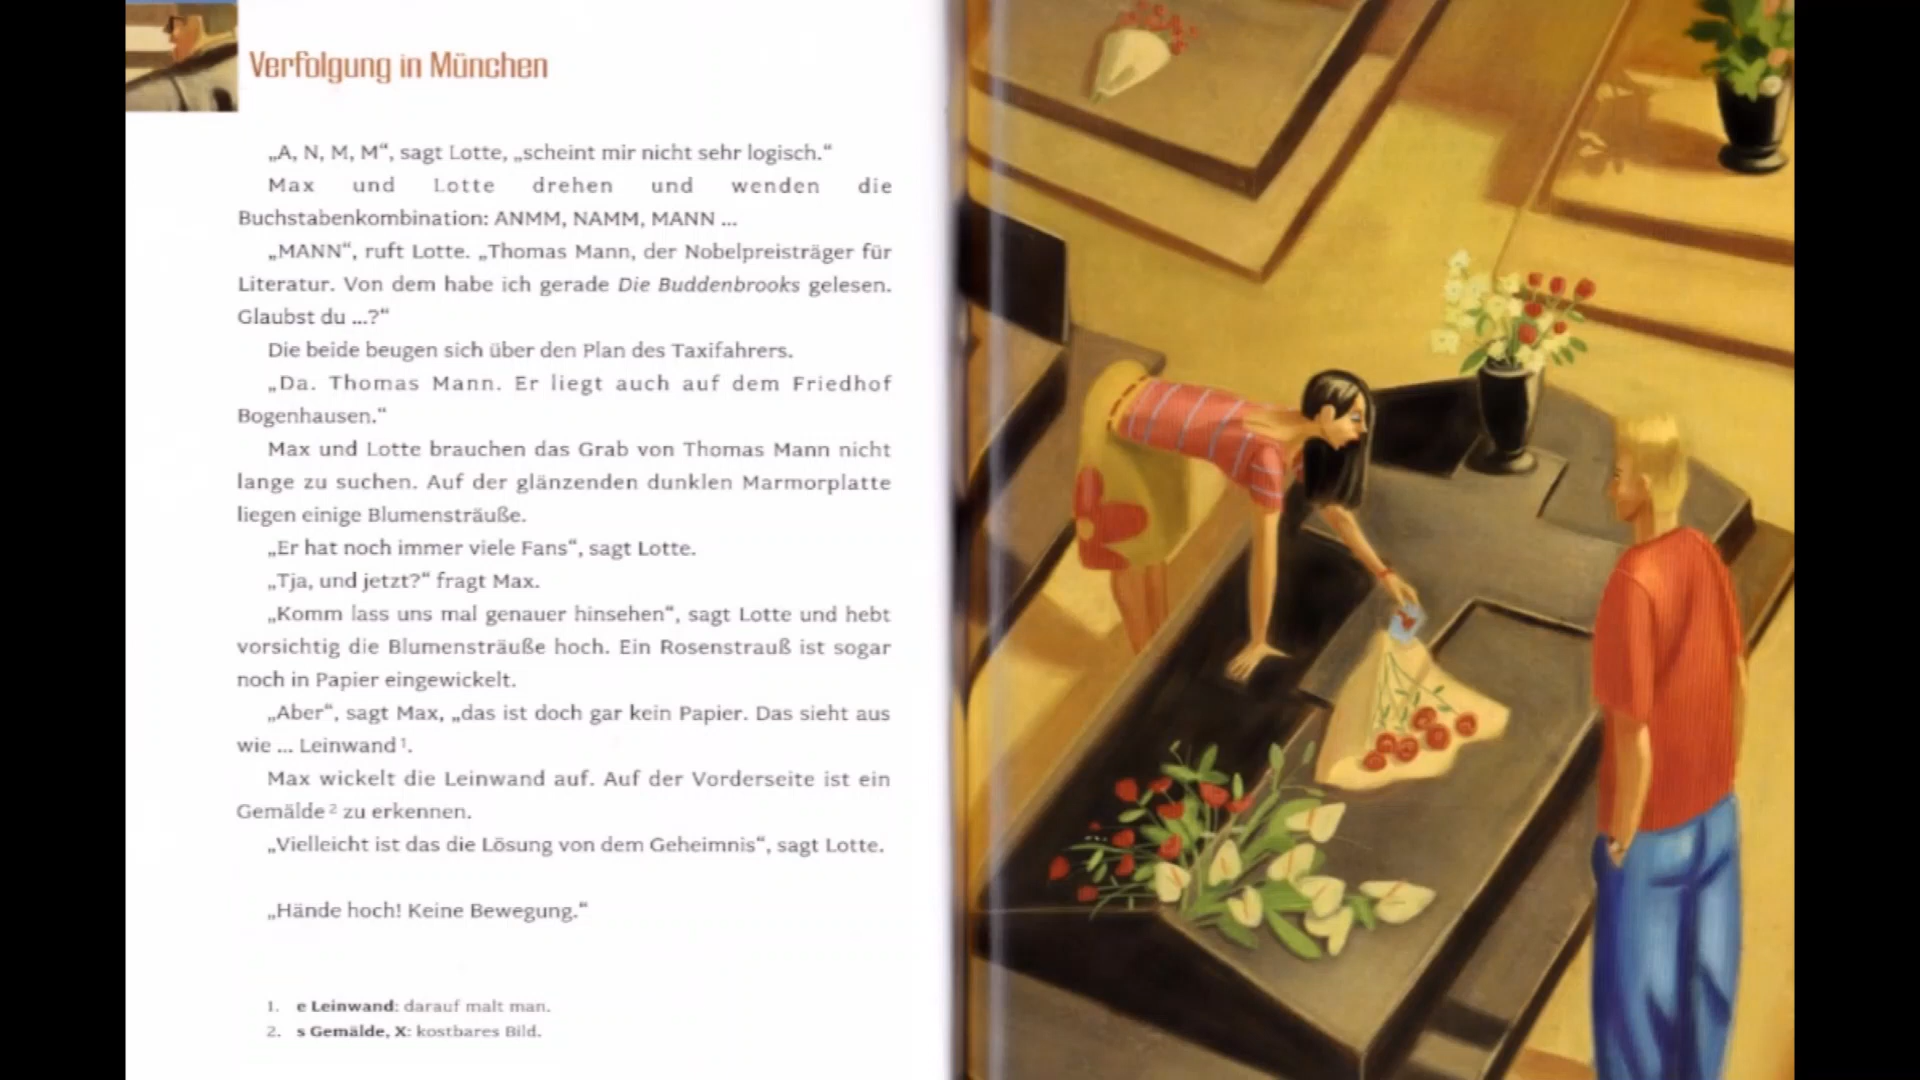 Verfolgung in München
„A, N, M, M“, sagt Lotte, „scheint mir nicht sehr logisch.“
Max und Lotte drehen und wenden die
Buchstabenkombination: ANMM, NAMM, MANN ...
„MANN“, ruft Lotte. „Thomas Mann, der Nobelpreisträger für
Literatur. Von dem habe ich gerade Die Buddenbrooks gelesen.
Glaubst du ...?“
Die beide beugen sich über den Plan des Taxifahrers.
„Da. Thomas Mann. Er liegt auch auf dem Friedhof
Bogenhausen.“
Max und Lotte brauchen das Grab von Thomas Mann nicht
lange zu suchen. Auf der glänzenden dunklen Marmorplatte
liegen einige Blumensträuße.
„Er hat noch immer viele Fans“, sagt Lotte.
„Tja, und jetzt?“ fragt Max.
„Komm lass uns mal genauer hinsehen“, sagt Lotte und hebt
vorsichtig die Blumensträuße hoch. Ein Rosenstrauß ist sogar
noch in Papier eingewickelt.
„Aber“, sagt Max, „das ist doch gar kein Papier. Das sieht aus
wie ... Leinwand¹.
Max wickelt die Leinwand auf. Auf der Vorderseite ist ein
Gemälde² zu erkennen.
„Vielleicht ist das die Lösung von dem Geheimnis“, sagt Lotte.
„Hände hoch! Keine Bewegung.“
1. e Leinwand: darauf malt man.
2. s Gemälde, X: kostbares Bild.